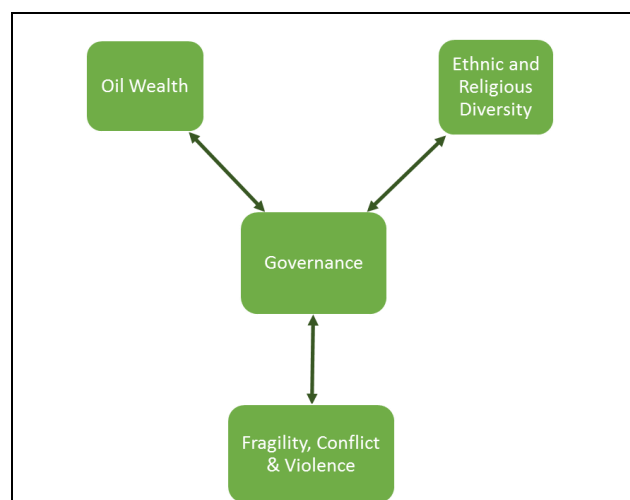 Oil Wealth
Ethnic and
Religious
Diversity
Governance
Fragility, Conflict
& Violence